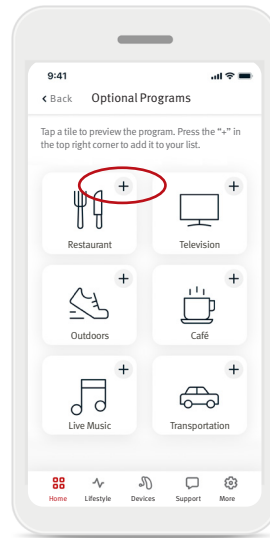 9:41
Back Optional Programs
Tap a tile to preview the program. Press the “+” in
the top right corner to add it to your list.
+ +
Restaurant Television
+ +
Outdoors Café
+ +
Live Music Transportation
Home Lifestyle Devices Support More